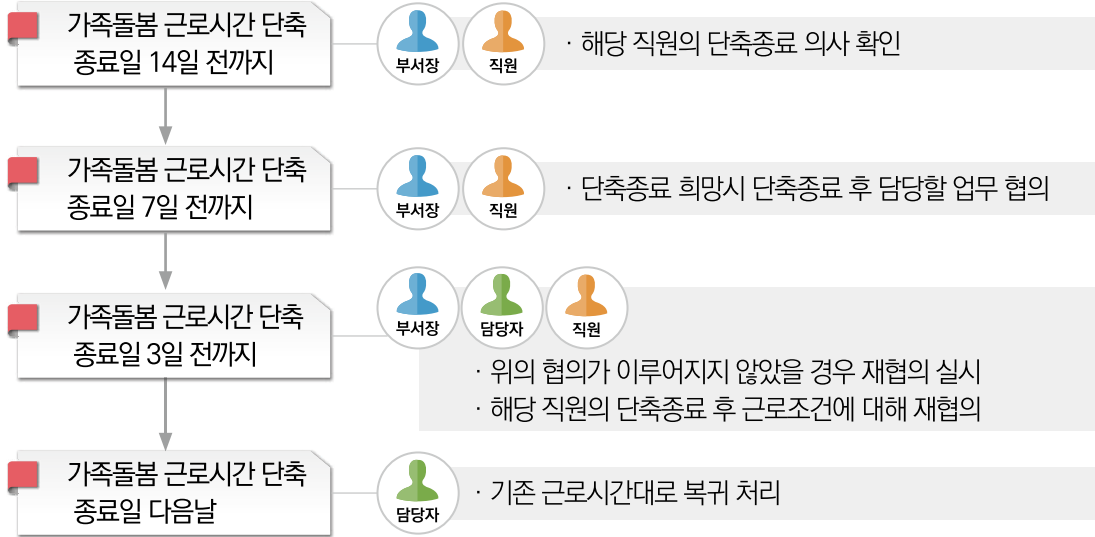 가족돌봄 근로시간 단축
종료일 14일 전까지
부서장
직원
· 해당 직원의 단축종료 의사 확인
가족돌봄 근로시간 단축
종료일 7일 전까지
부서장
직원
· 단축종료 희망시 단축종료 후 담당할 업무 협의
가족돌봄 근로시간 단축
종료일 3일 전까지
부서장
담당자
직원
· 위의 협의가 이루어지지 않았을 경우 재협의 실시
· 해당 직원의 단축종료 후 근로조건에 대해 재협의
가족돌봄 근로시간 단축
종료일 다음날
담당자
· 기존 근로시간대로 복귀 처리